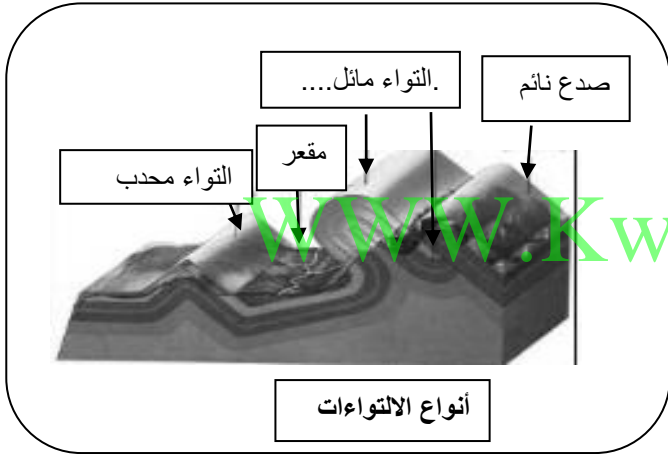 صدع نائم
.التواء مائل....
مقعر
التواء محدب
WWW.Kw
أنواع الالتواءات